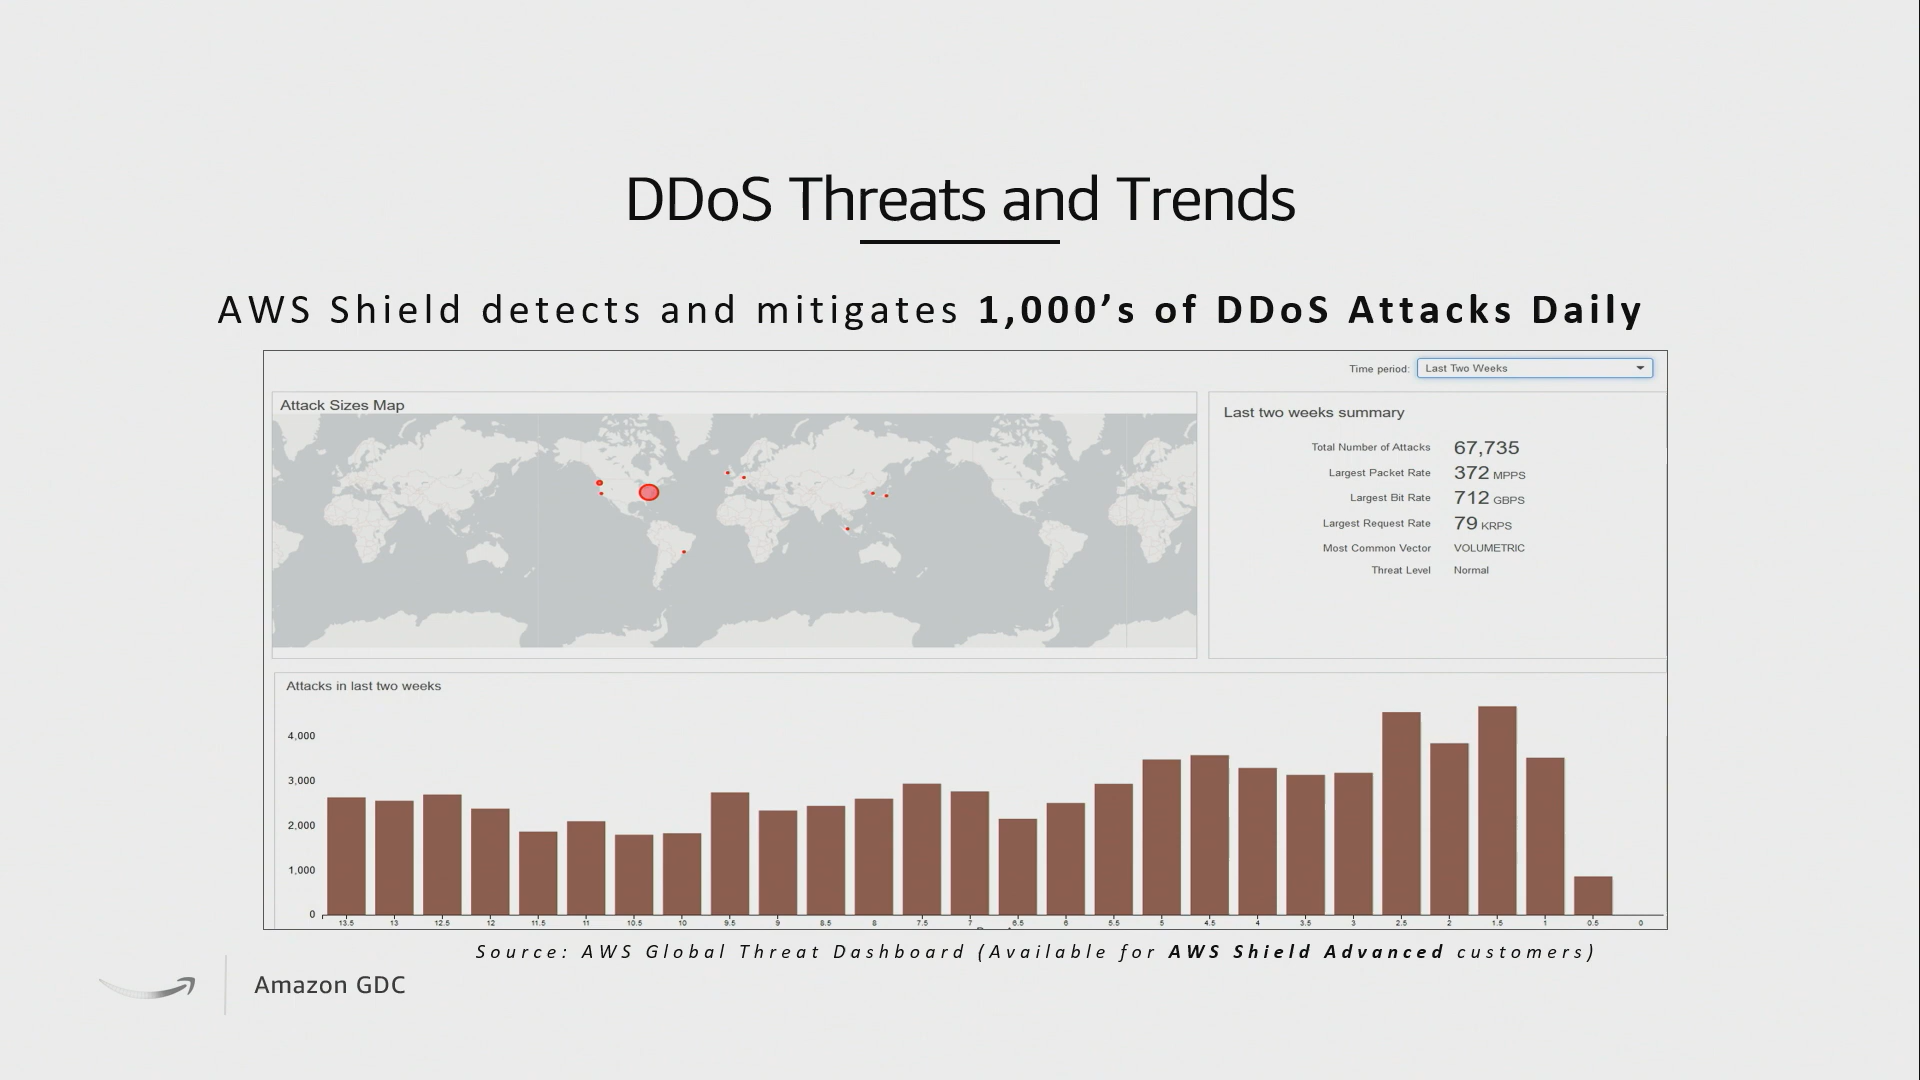 DDoS Threats and Trends
AWS Shield detects and mitigates 1,000’s of DDoS Attacks Daily
Time period: Last Two Weeks
Attack Sizes Map
Last two weeks summary
Total Number of Attacks 67,735
Largest Packet Rate 372 MPPS
Largest Bit Rate 712 GBPS
Largest Request Rate 79 KRPS
Most Common Vector VOLUMETRIC
Threat Level Normal
Attacks in last two weeks
4,000
3,000
2,000
1,000
0
13.5 13 12.5 12 11.5 11 10.5 10 9.5 9 8.5 8 7.5 7 6.5 6 5.5 5 4.5 4 3.5 3 2.5 2 1.5 1 0.5 0
Source: AWS Global Threat Dashboard (Available for AWS Shield Advanced customers)
Amazon GDC